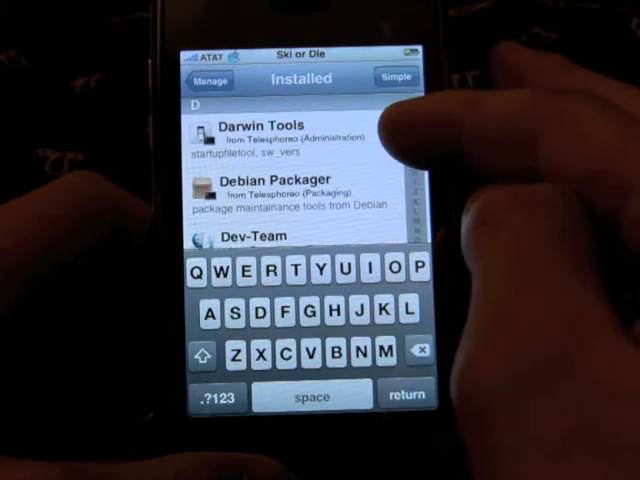 AT&T Ski or Die
Manage Installed Simple
D
Darwin Tools
from Telesphoreo (Administration)
startupfiletool, sw_vers
Debian Packager
from Telesphoreo (Packaging)
package maintainance tools from Debian
Dev-Team
Q W E R T Y U I O P
A S D F G H J K L
Z X C V B N M
.?123 space return